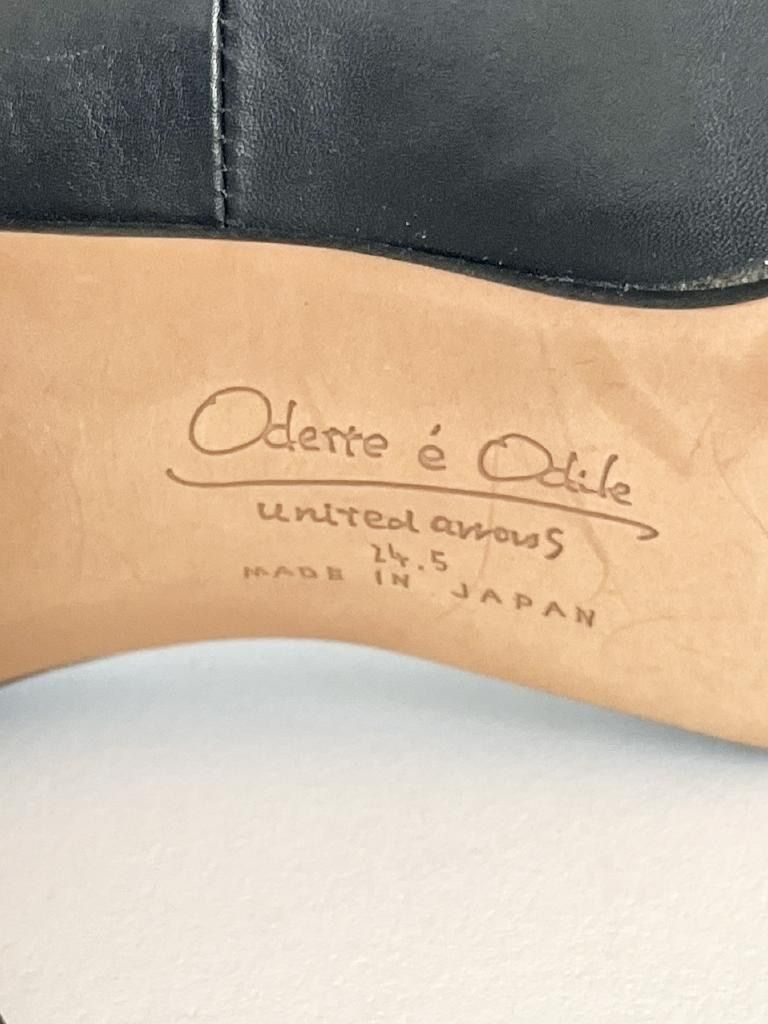 Odette é Odile
united arrows
24.5
MADE IN JAPAN